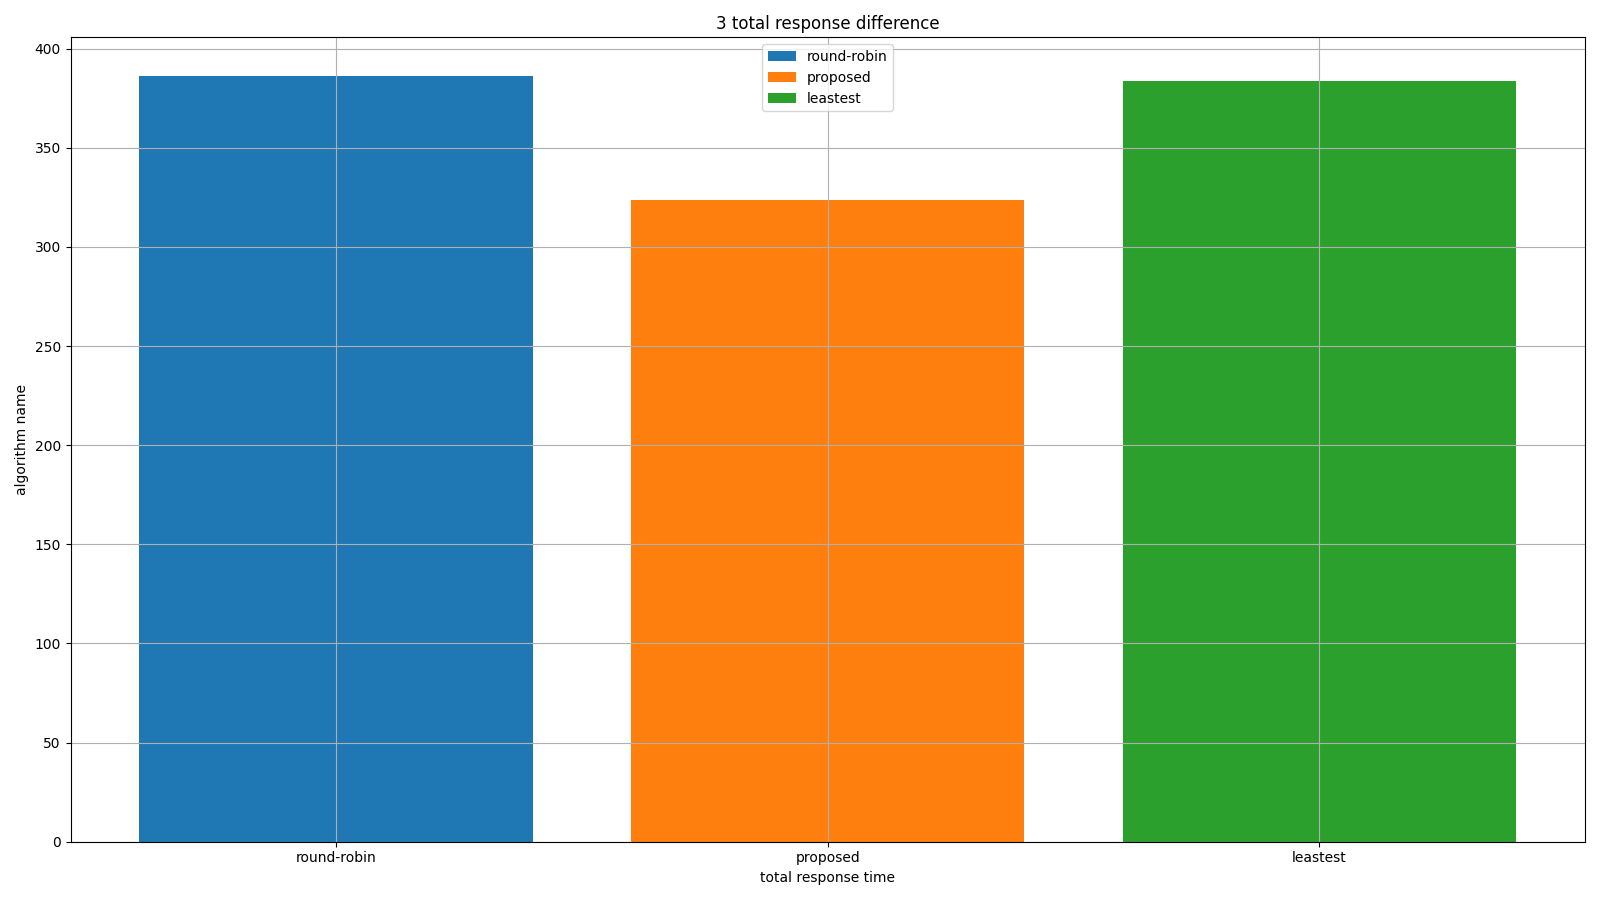 3 total response difference
round-robin
proposed
leastest
400
350
300
250
200
150
100
50
0
algorithm name
round-robin
proposed
leastest
total response time